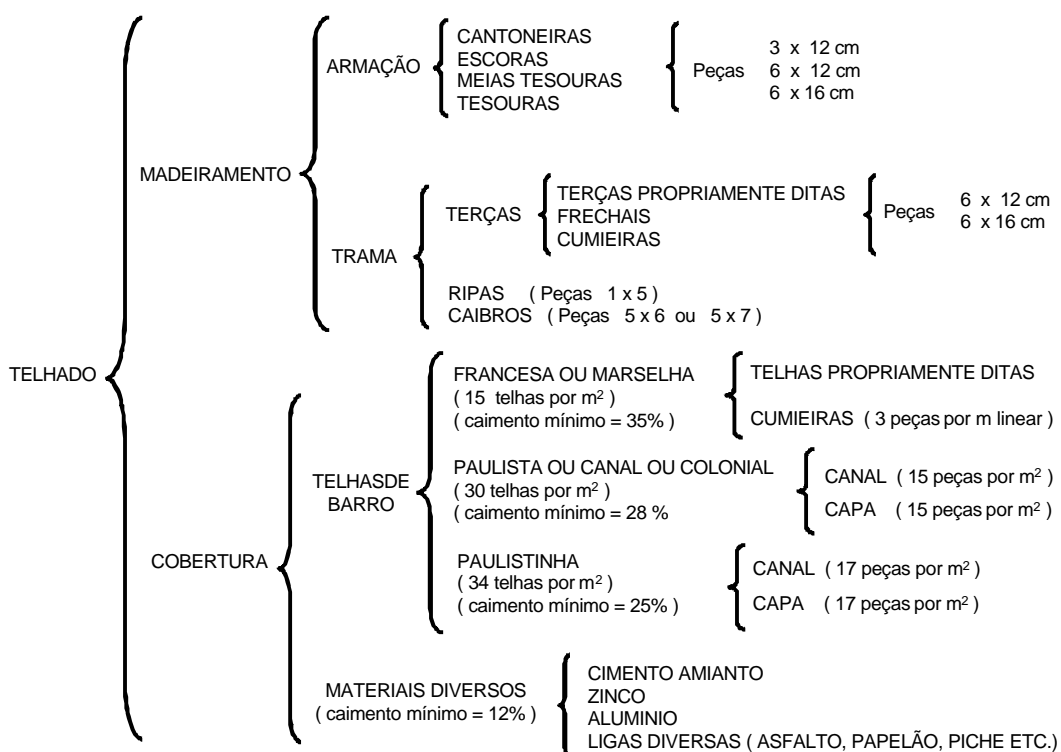 TELHADO
MADEIRAMENTO
ARMAÇÃO
CANTONEIRAS
ESCORAS
MEIAS TESOURAS
TESOURAS
Peças
3 x 12 cm
6 x 12 cm
6 x 16 cm
TRAMA
TERÇAS
TERÇAS PROPRIAMENTE DITAS
FRECHAIS
CUMIEIRAS
Peças
6 x 12 cm
6 x 16 cm
RIPAS ( Peças 1 x 5 )
CAIBROS ( Peças 5 x 6 ou 5 x 7 )
COBERTURA
TELHASDE
BARRO
FRANCESA OU MARSELHA
( 15 telhas por m² )
( caimento mínimo = 35% )
TELHAS PROPRIAMENTE DITAS
CUMIEIRAS ( 3 peças por m linear )
PAULISTA OU CANAL OU COLONIAL
( 30 telhas por m² )
( caimento mínimo = 28 %
CANAL ( 15 peças por m² )
CAPA ( 15 peças por m² )
PAULISTINHA
( 34 telhas por m² )
( caimento mínimo = 25% )
CANAL ( 17 peças por m² )
CAPA ( 17 peças por m² )
MATERIAIS DIVERSOS
( caimento mínimo = 12% )
CIMENTO AMIANTO
ZINCO
ALUMINIO
LIGAS DIVERSAS ( ASFALTO, PAPELÃO, PICHE ETC.)